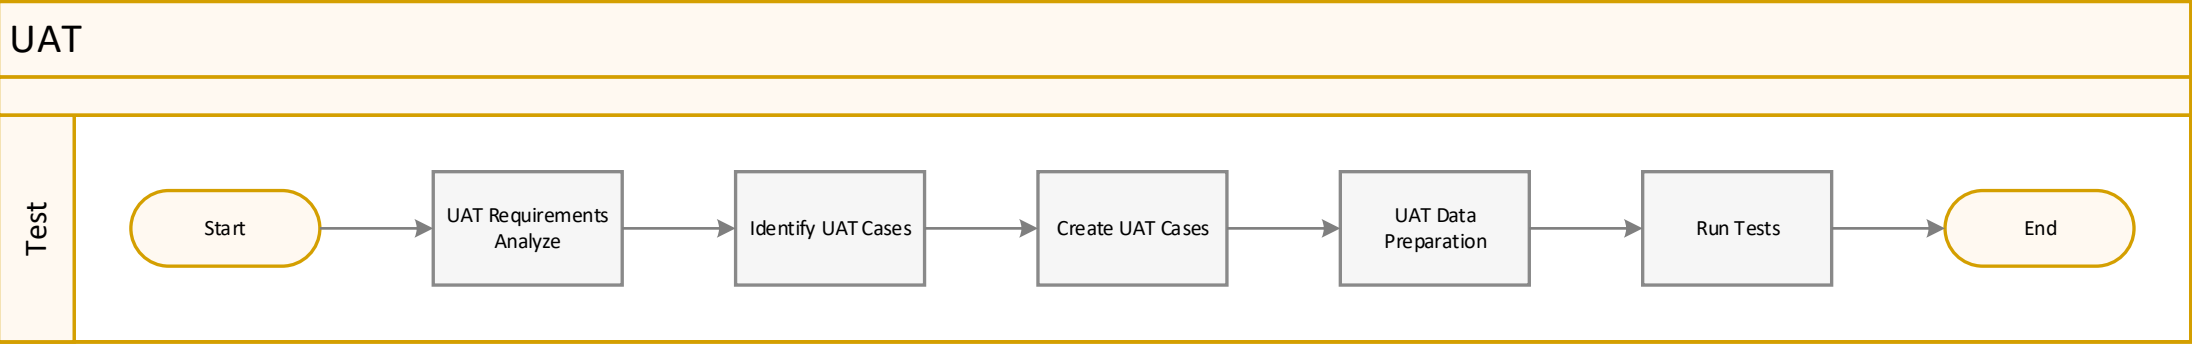 UAT
Test
Start
UAT Requirements
Analyze
Identify UAT Cases
Create UAT Cases
UAT Data
Preparation
Run Tests
End